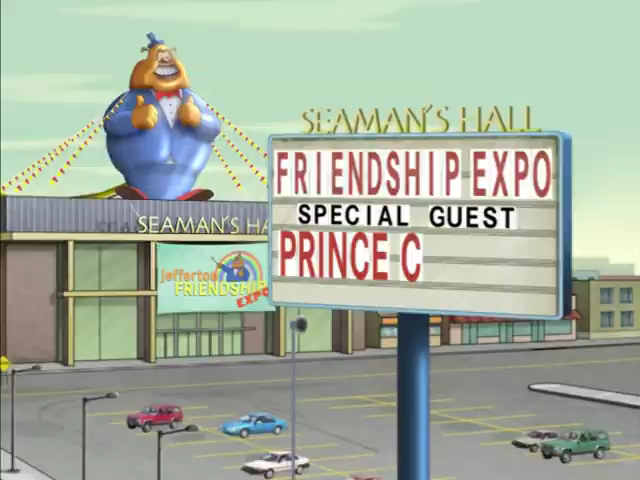 SEAMAN'S HALL
FRIENDSHIP EXPO
SPECIAL GUEST
PRINCE C
SEAMAN'S HA
Jefferton
FRIENDSHIP
EXPO